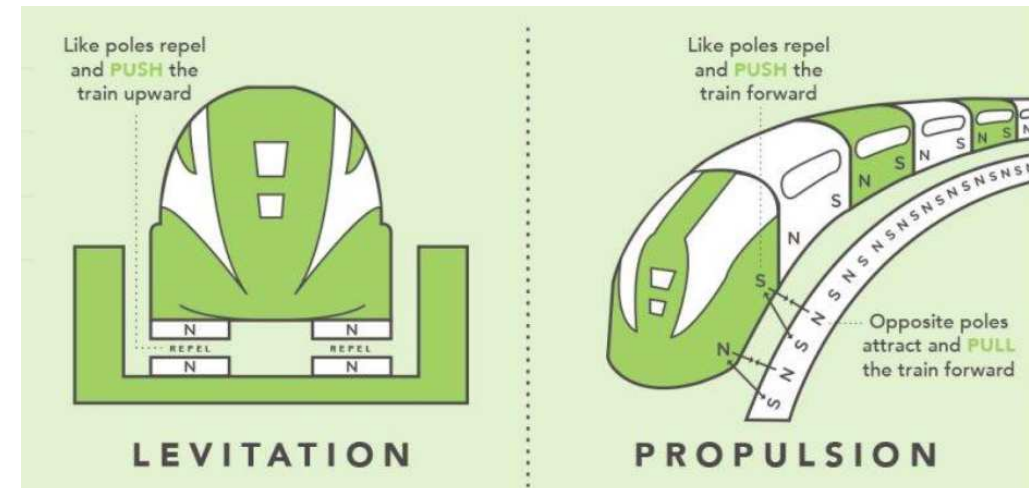 Like poles repel
and PUSH the
train upward
N
N
REPEL
REPEL
N
N
LEVITATION
Like poles repel
and PUSH the
train forward
N
S
N
S
N
S
N
S
N
S
N
S
N
S
N
S
N
S
N
S
N
S
N
S
N
S
Opposite poles
attract and PULL
the train forward
PROPULSION